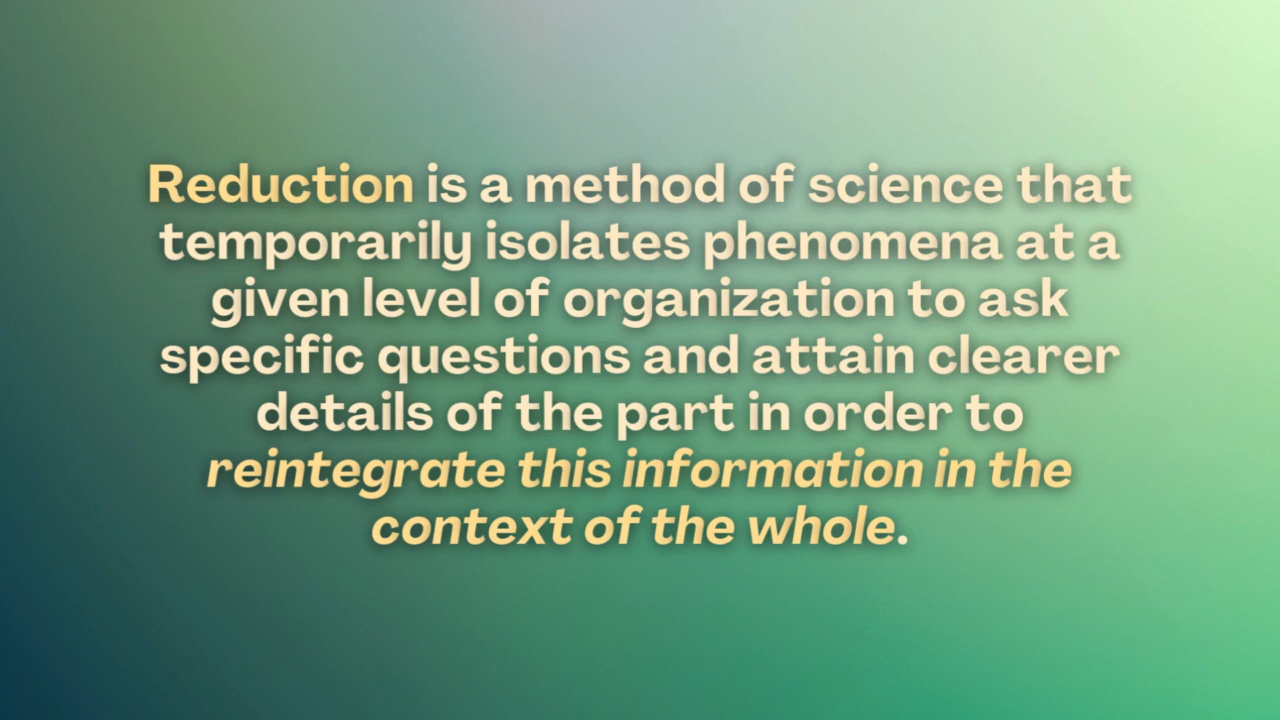 Reduction is a method of science that
temporarily isolates phenomena at a
given level of organization to ask
specific questions and attain clearer
details of the part in order to
reintegrate this information in the
context of the whole.